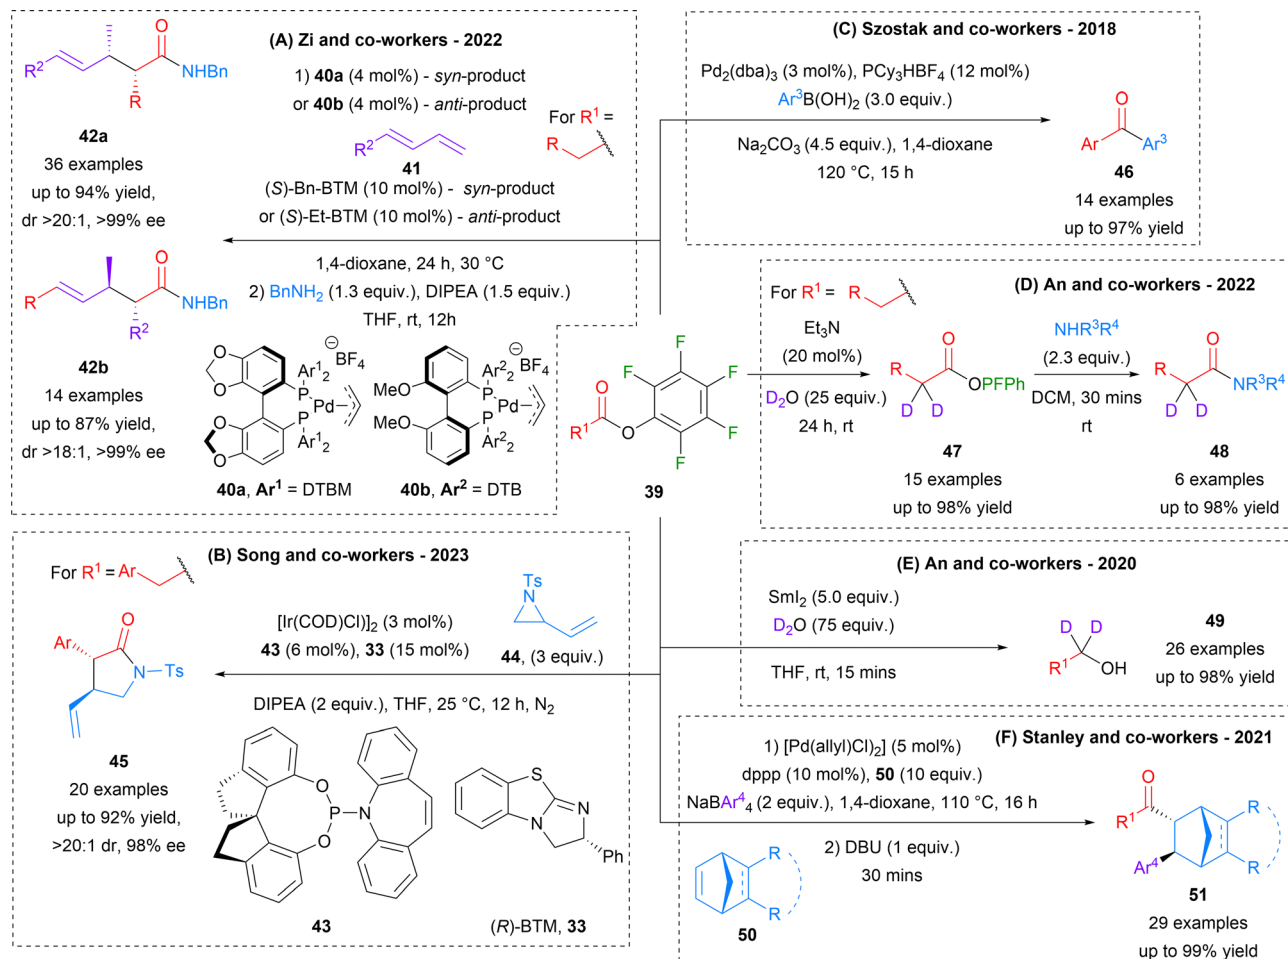 (A) Zi and co-workers - 2022
1) 40a (4 mol%) - syn-product
or 40b (4 mol%) - anti-product
For R1 =
R
R2
41
(S)-Bn-BTM (10 mol%) - syn-product
or (S)-Et-BTM (10 mol%) - anti-product
1,4-dioxane, 24 h, 30 °C
2) BnNH2 (1.3 equiv.), DIPEA (1.5 equiv.)
THF, rt, 12h
O
R2
NHBn
R
42a
36 examples
up to 94% yield,
dr >20:1, >99% ee
O
R
NHBn
R2
42b
14 examples
up to 87% yield,
dr >18:1, >99% ee
O
O
O
O
Ar12
P
Pd
P
Ar12
⊖
BF4
40a, Ar1 = DTBM
MeO
MeO
Ar22
P
Pd
P
Ar22
⊖
BF4
40b, Ar2 = DTB
(B) Song and co-workers - 2023
For R1 = Ar
[Ir(COD)Cl)]2 (3 mol%)
43 (6 mol%), 33 (15 mol%)
Ts
N
44, (3 equiv.)
DIPEA (2 equiv.), THF, 25 °C, 12 h, N2
O
Ar
N
Ts
45
20 examples
up to 92% yield,
>20:1 dr, 98% ee
O
P
N
O
43
S
N
N
Ph
(R)-BTM, 33
(C) Szostak and co-workers - 2018
Pd2(dba)3 (3 mol%), PCy3HBF4 (12 mol%)
Ar3B(OH)2 (3.0 equiv.)
Na2CO3 (4.5 equiv.), 1,4-dioxane
120 °C, 15 h
O
Ar
Ar3
46
14 examples
up to 97% yield
F
F
F
F
F
O
R1
O
39
(D) An and co-workers - 2022
For R1 =
R
Et3N
(20 mol%)
D2O (25 equiv.)
24 h, rt
O
R
OPFPh
D
D
47
15 examples
up to 98% yield
NHR3R4
(2.3 equiv.)
DCM, 30 mins
rt
O
R
NR3R4
D
D
48
6 examples
up to 98% yield
(E) An and co-workers - 2020
SmI2 (5.0 equiv.)
D2O (75 equiv.)
THF, rt, 15 mins
D
D
R1
OH
49
26 examples
up to 98% yield
(F) Stanley and co-workers - 2021
1) [Pd(allyl)Cl)2] (5 mol%)
dppp (10 mol%), 50 (10 equiv.)
NaBAr44 (2 equiv.), 1,4-dioxane, 110 °C, 16 h
2) DBU (1 equiv.)
30 mins
R
R
50
O
R1
Ar4
R
R
51
29 examples
up to 99% yield